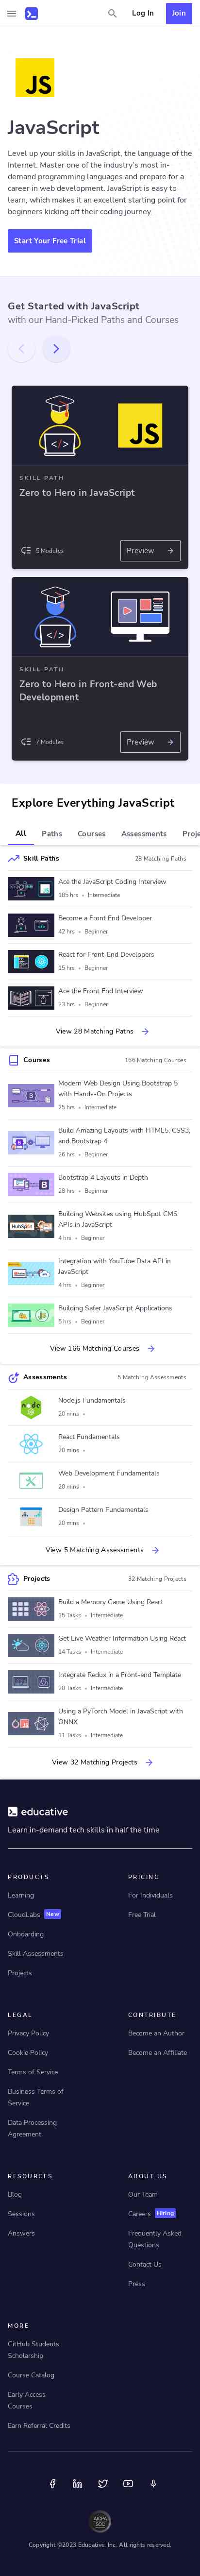 Log In
Join
JS
JavaScript
Level up your skills in JavaScript, the language of the
internet. Master one of the industry's most in-demand
programming languages and prepare for a
career in web development. JavaScript is easy to
learn, which makes it an excellent starting point for
beginners kicking off their coding journey.
Start Your Free Trial
Get Started with JavaScript
with our Hand-Picked Paths and Courses
</>
JS
SKILL PATH
Zero to Hero in JavaScript
5 Modules
Preview
</>
SKILL PATH
Zero to Hero in Front-end Web
Development
7 Modules
Preview
Explore Everything JavaScript
All
Paths
Courses
Assessments
Proje
Skill Paths
28 Matching Paths
Ace the JavaScript Coding Interview
185 hrs • Intermediate
Become a Front End Developer
42 hrs • Beginner
React for Front-End Developers
15 hrs • Beginner
Ace the Front End Interview
23 hrs • Beginner
View 28 Matching Paths
Courses
166 Matching Courses
Modern Web Design Using Bootstrap 5
with Hands-On Projects
25 hrs • Intermediate
Build Amazing Layouts with HTML5, CSS3,
and Bootstrap 4
26 hrs • Beginner
Bootstrap 4 Layouts in Depth
28 hrs • Beginner
HubSpot
Building Websites using HubSpot CMS
APIs in JavaScript
4 hrs • Beginner
Integration with YouTube Data API in
JavaScript
4 hrs • Beginner
Building Safer JavaScript Applications
5 hrs • Beginner
View 166 Matching Courses
Assessments
5 Matching Assessments
Node.js Fundamentals
20 mins •
React Fundamentals
20 mins •
Web Development Fundamentals
20 mins •
Design Pattern Fundamentals
20 mins •
View 5 Matching Assessments
Projects
32 Matching Projects
Build a Memory Game Using React
15 Tasks • Intermediate
Get Live Weather Information Using React
14 Tasks • Intermediate
Integrate Redux in a Front-end Template
20 Tasks • Intermediate
Using a PyTorch Model in JavaScript with
ONNX
11 Tasks • Intermediate
View 32 Matching Projects
educative
Learn in-demand tech skills in half the time
PRODUCTS
Learning
CloudLabs New
Onboarding
Skill Assessments
Projects
PRICING
For Individuals
Free Trial
LEGAL
Privacy Policy
Cookie Policy
Terms of Service
Business Terms of
Service
Data Processing
Agreement
CONTRIBUTE
Become an Author
Become an Affiliate
RESOURCES
Blog
Sessions
Answers
ABOUT US
Our Team
Careers Hiring
Frequently Asked
Questions
Contact Us
Press
MORE
GitHub Students
Scholarship
Course Catalog
Early Access
Courses
Earn Referral Credits
AICPA
SOC
Copyright ©2023 Educative, Inc. All rights reserved.